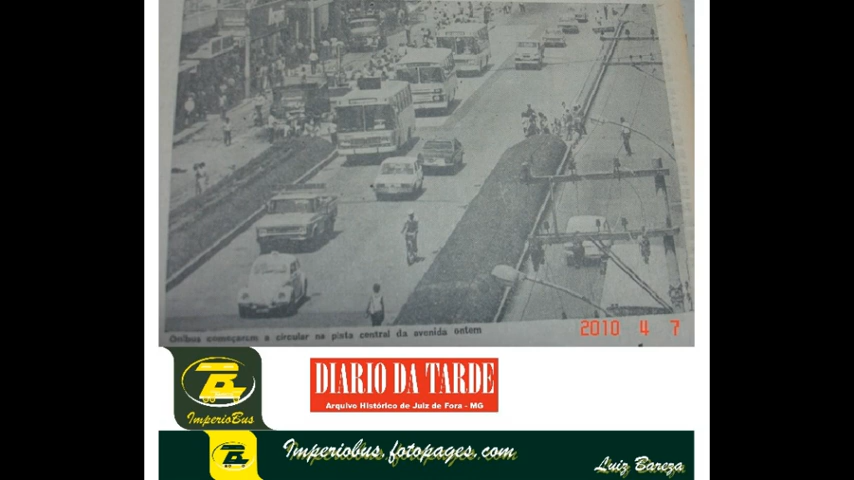 Ônibus começaram a circular na pista central da avenida ontem
2010 4 7
DIARIO DA TARDE
Arquivo Histórico de Juiz de Fora - MG
ImperioBus
Imperiobus.fotopages.com
Luiz Bareza